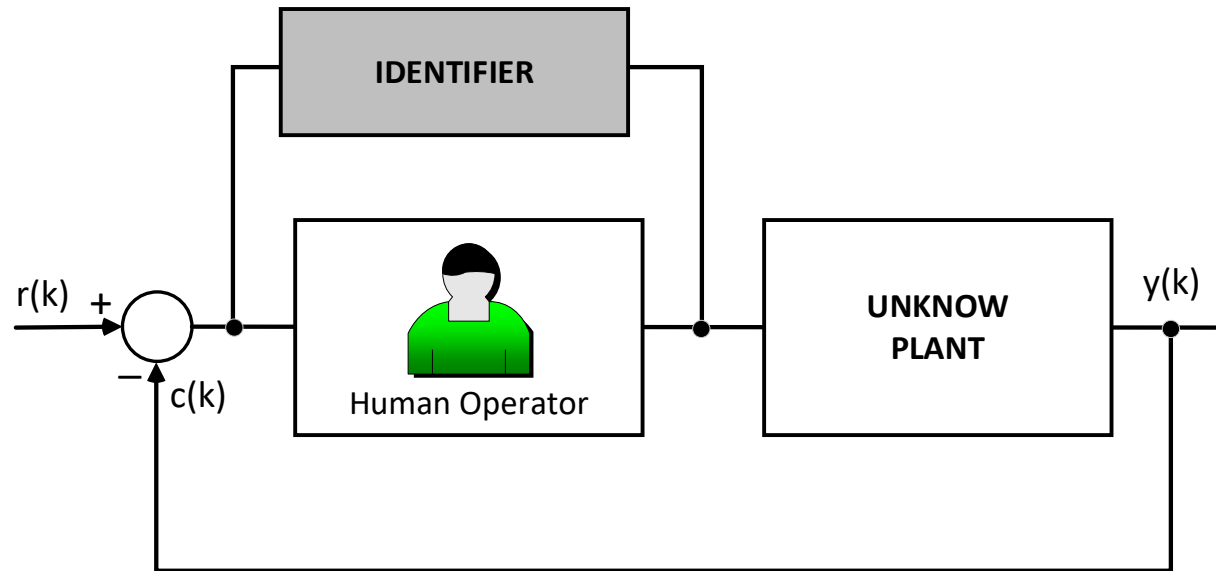 IDENTIFIER
r(k)
+
−
c(k)
Human Operator
UNKNOW
PLANT
y(k)